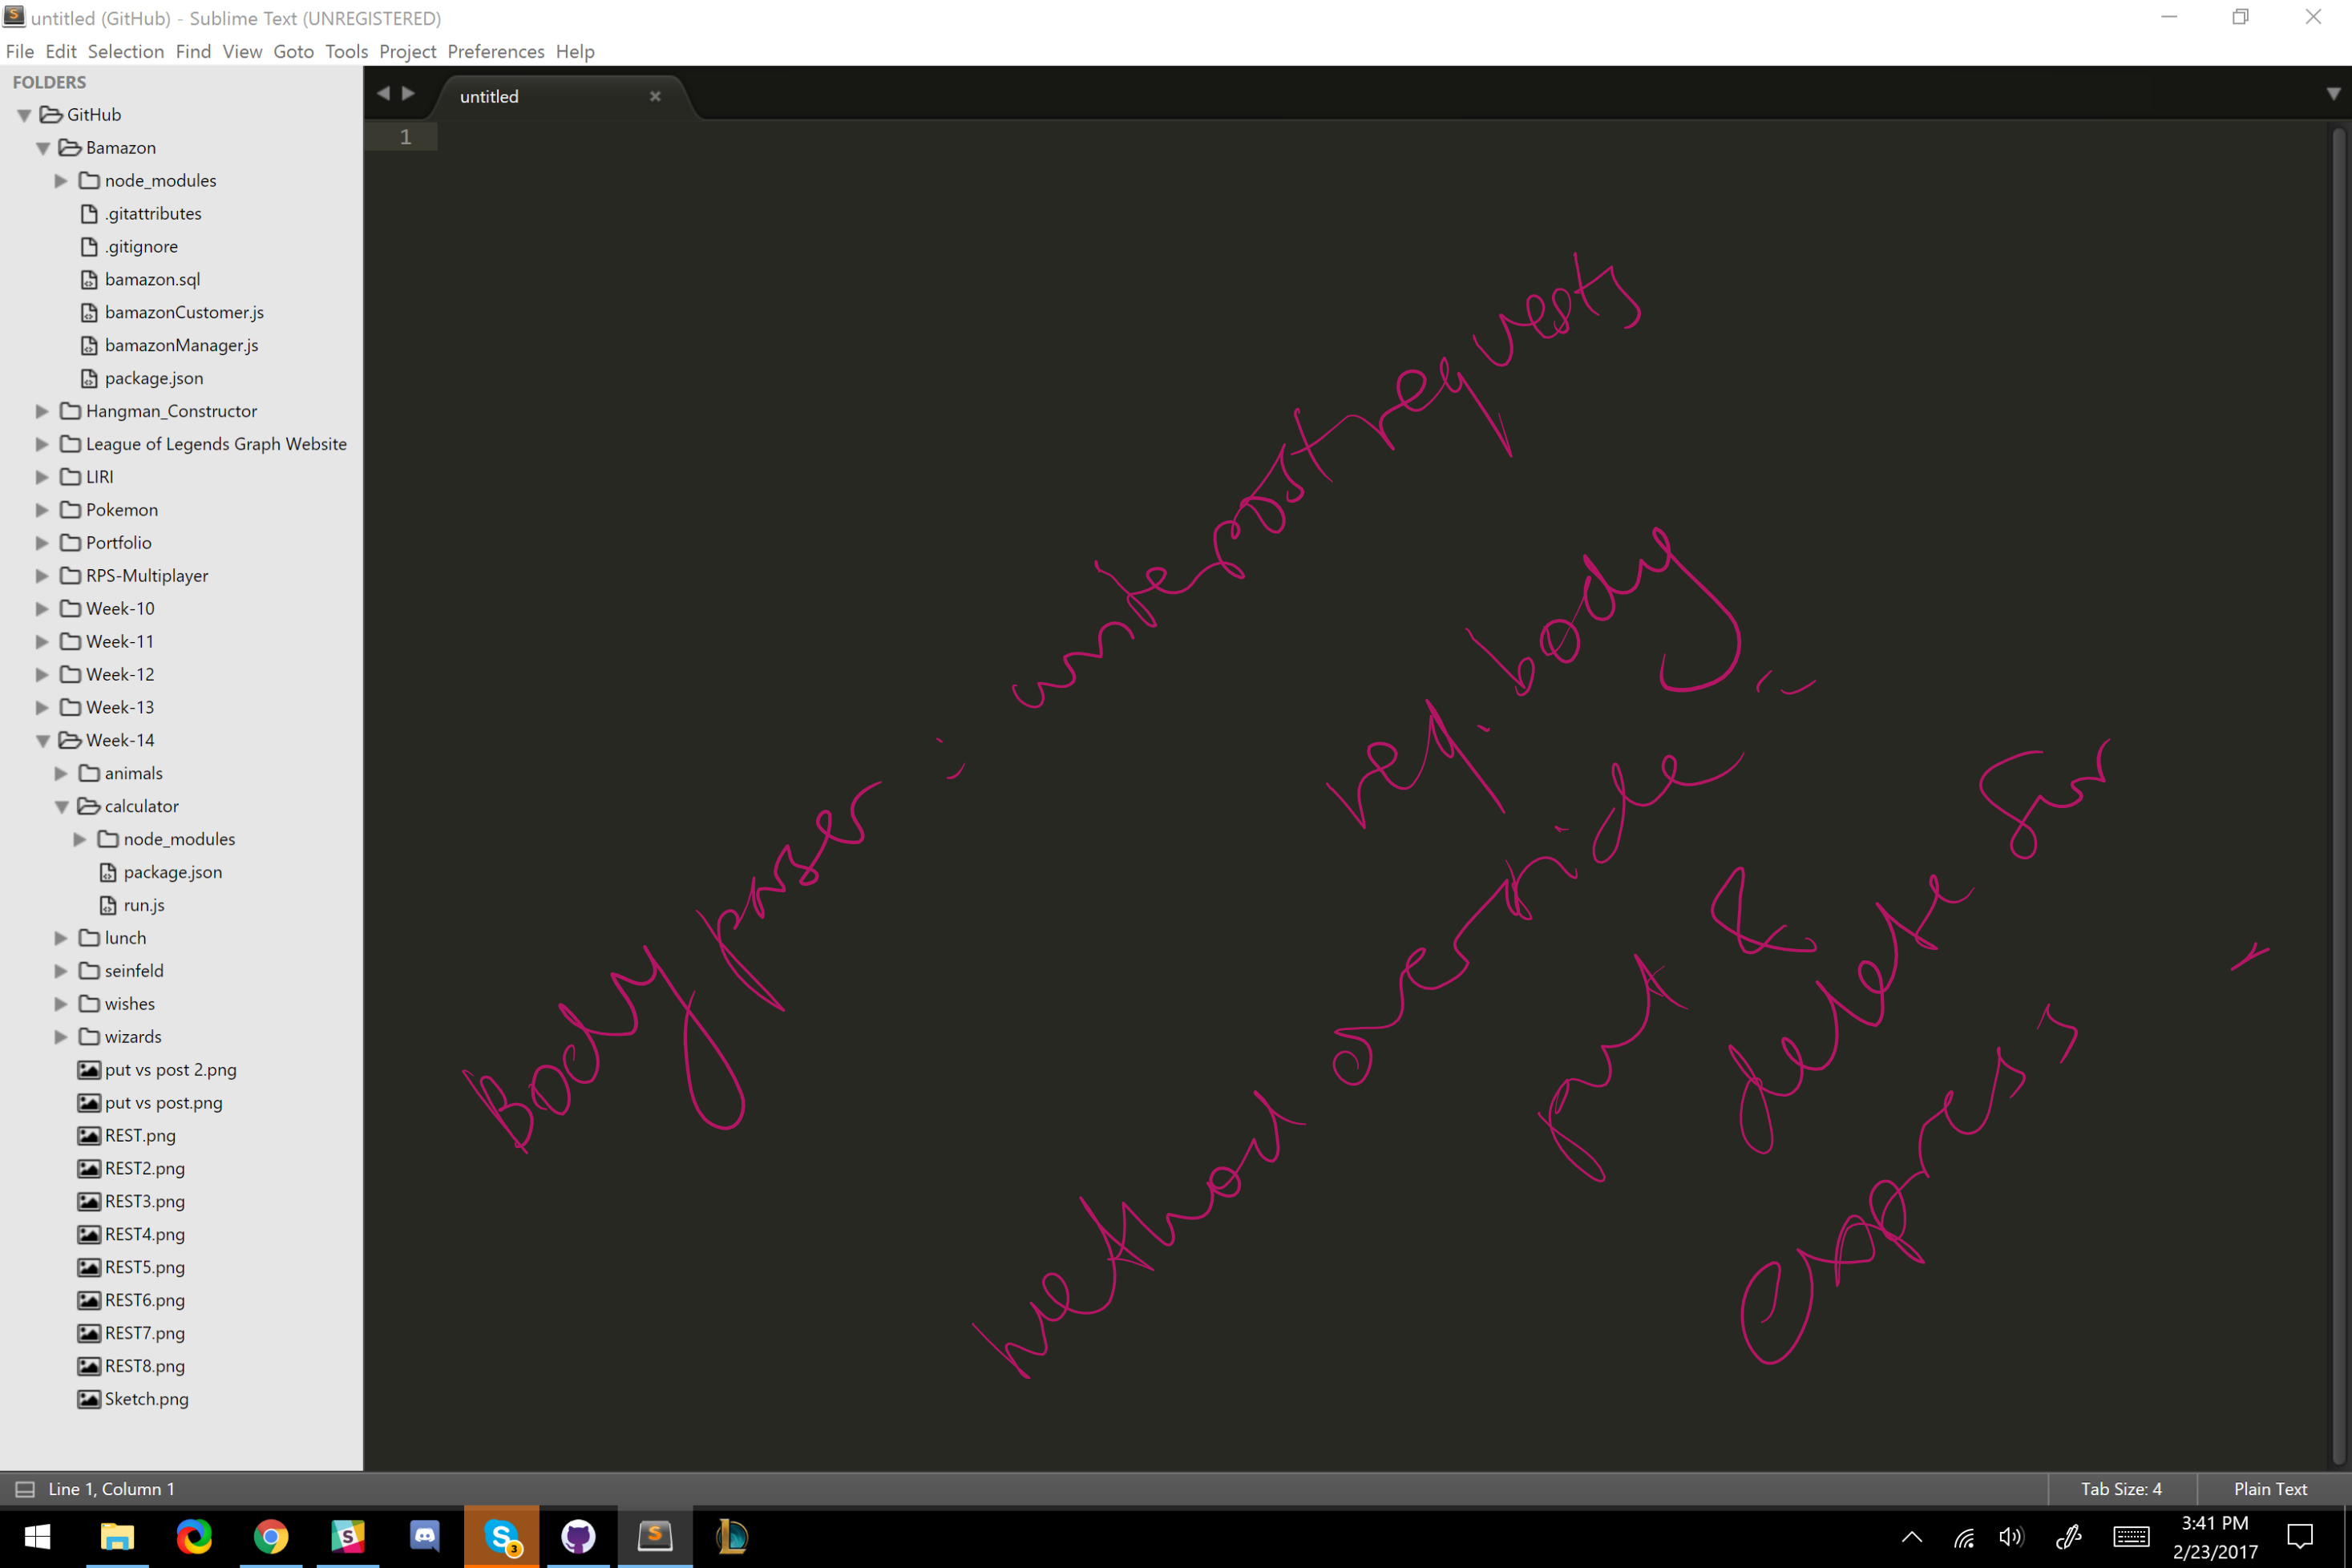 untitled (GitHub) - Sublime Text (UNREGISTERED)
File Edit Selection Find View Goto Tools Project Preferences Help
FOLDERS
GitHub
Bamazon
node_modules
.gitattributes
.gitignore
bamazon.sql
bamazonCustomer.js
bamazonManager.js
package.json
Hangman_Constructor
League of Legends Graph Website
LIRI
Pokemon
Portfolio
RPS-Multiplayer
Week-10
Week-11
Week-12
Week-13
Week-14
animals
calculator
node_modules
package.json
run.js
lunch
seinfeld
wishes
wizards
put vs post 2.png
put vs post.png
REST.png
REST2.png
REST3.png
REST4.png
REST5.png
REST6.png
REST7.png
REST8.png
Sketch.png
untitled
1
Body parser : write post requests
req.body
method override :
put &
delete for
express
Line 1, Column 1
Tab Size: 4
Plain Text
3
3:41 PM
2/23/2017